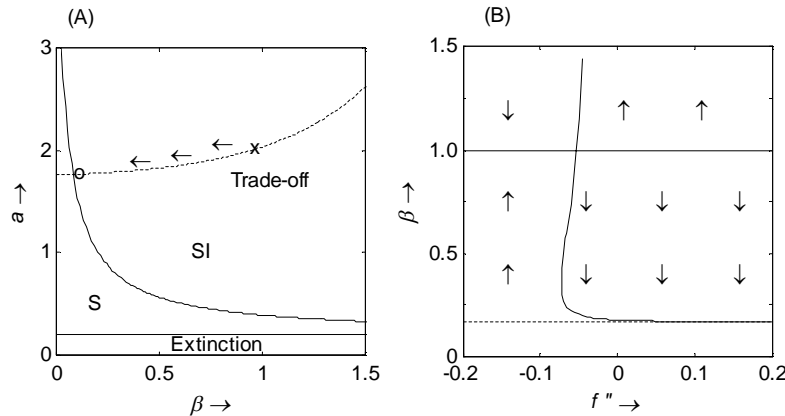 (A)
3
2
1
0
a →
0
0.5
1
1.5
β →
x
o
Trade-off
SI
S
Extinction
(B)
1.5
1.0
0.5
0
β →
-0.2
-0.1
0
0.1
0.2
f " →